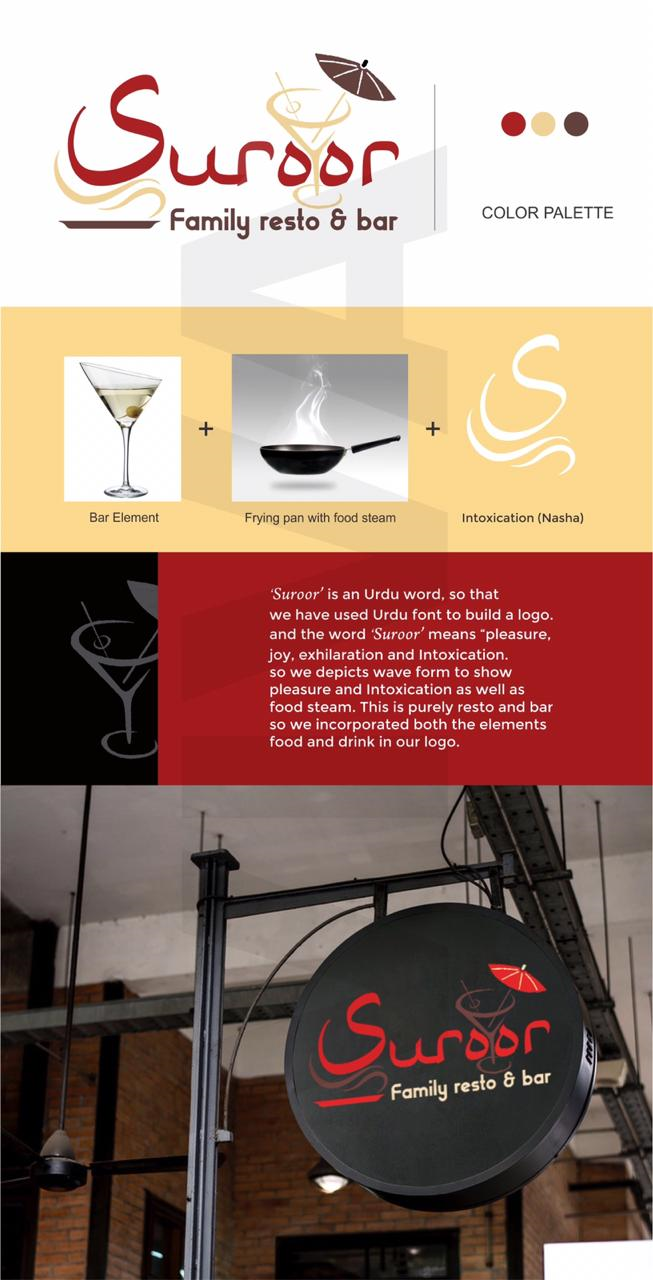 Suroor
Family resto & bar
COLOR PALETTE
+
+
Bar Element
Frying pan with food steam
Intoxication (Nasha)
'Suroor' is an Urdu word, so that
we have used Urdu font to build a logo.
and the word 'Suroor' means “pleasure,
joy, exhilaration and Intoxication.
so we depicts wave form to show
pleasure and Intoxication as well as
food steam. This is purely resto and bar
so we incorporated both the elements
food and drink in our logo.
Suroor
Family resto & bar